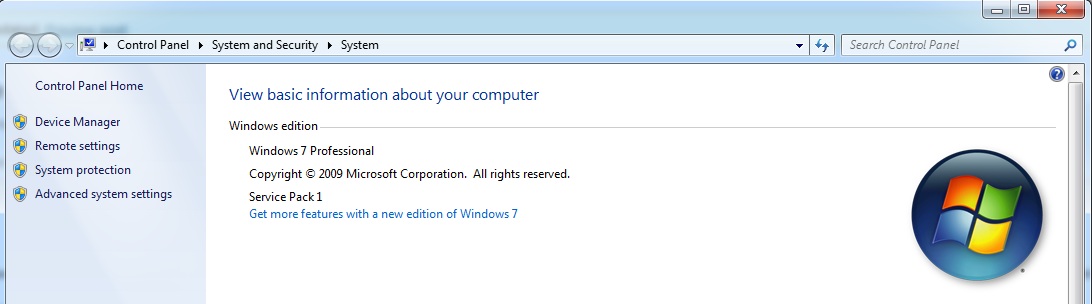 Control Panel System and Security System
Search Control Panel
Control Panel Home
Device Manager
Remote settings
System protection
Advanced system settings
View basic information about your computer
Windows edition
Windows 7 Professional
Copyright © 2009 Microsoft Corporation.  All rights reserved.
Service Pack 1
Get more features with a new edition of Windows 7